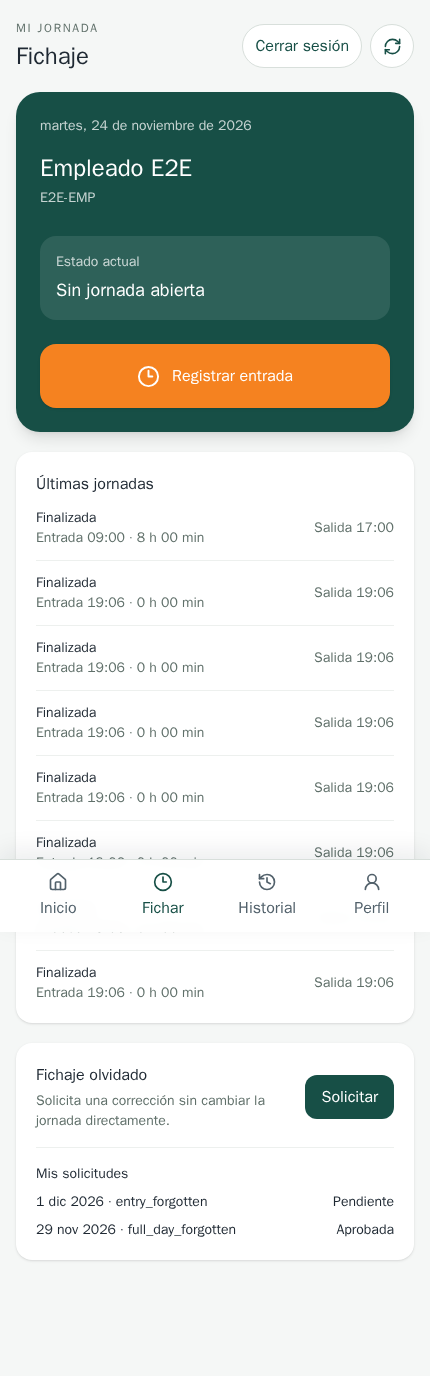 MI JORNADA
Fichaje
Cerrar sesión
martes, 24 de noviembre de 2026
Empleado E2E
E2E-EMP
Estado actual
Sin jornada abierta
Registrar entrada
Últimas jornadas
Finalizada
Entrada 09:00 · 8 h 00 min
Salida 17:00
Finalizada
Entrada 19:06 · 0 h 00 min
Salida 19:06
Finalizada
Entrada 19:06 · 0 h 00 min
Salida 19:06
Finalizada
Entrada 19:06 · 0 h 00 min
Salida 19:06
Finalizada
Entrada 19:06 · 0 h 00 min
Salida 19:06
Finalizada
Salida 19:06
Inicio
Fichar
Historial
Perfil
Finalizada
Entrada 19:06 · 0 h 00 min
Salida 19:06
Fichaje olvidado
Solicita una corrección sin cambiar la
jornada directamente.
Solicitar
Mis solicitudes
1 dic 2026 · entry_forgotten
Pendiente
29 nov 2026 · full_day_forgotten
Aprobada